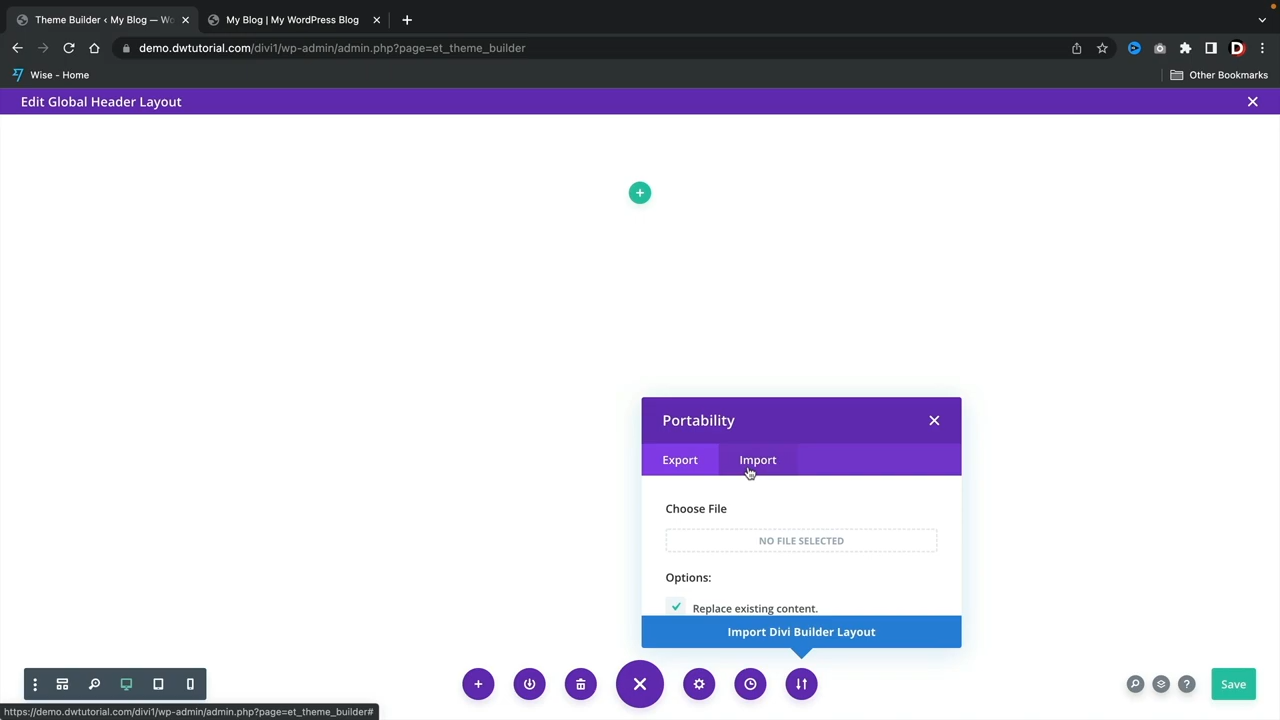 Theme Builder ‹ My Blog — Wo
My Blog | My WordPress Blog
demo.dwtutorial.com/divi1/wp-admin/admin.php?page=et_theme_builder
D
Wise - Home
Other Bookmarks
Edit Global Header Layout
Portability
Export
Import
Choose File
NO FILE SELECTED
Options:
Replace existing content.
Import Divi Builder Layout
Save
https://demo.dwtutorial.com/divi1/wp-admin/admin.php?page=et_theme_builder#